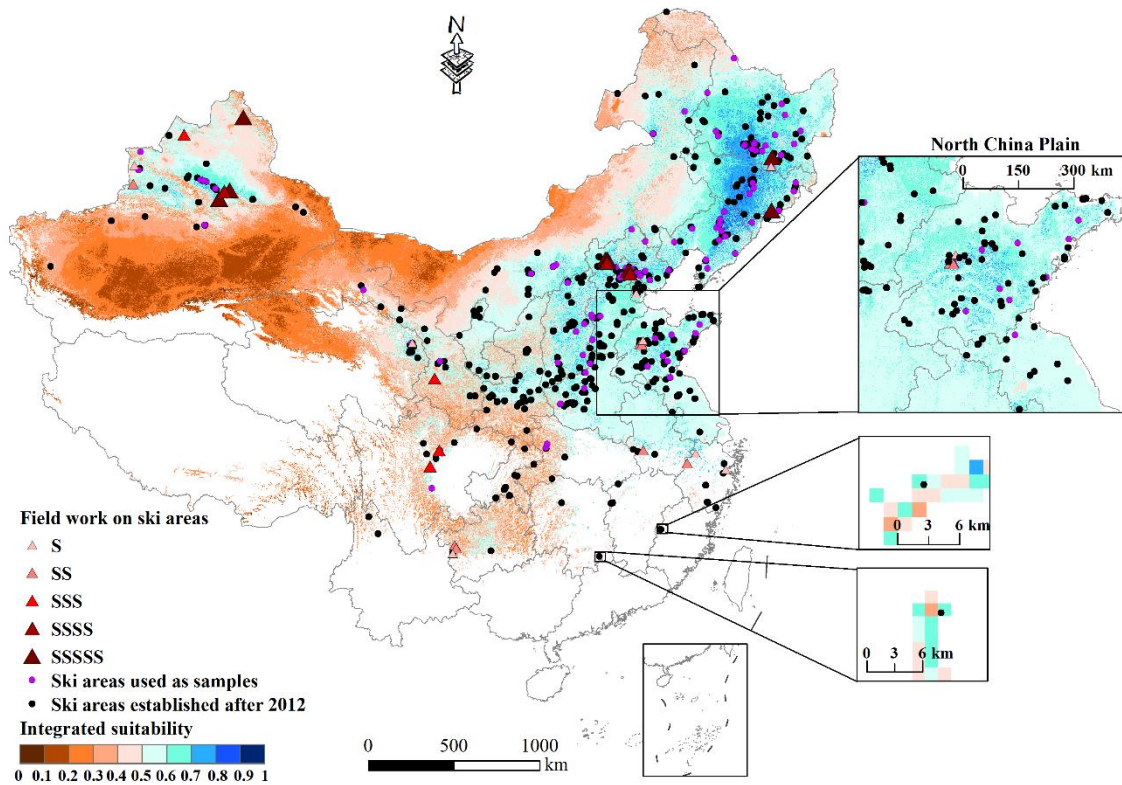 N
North China Plain
0 150 300 km
Field work on ski areas
S
SS
SSS
SSSS
SSSSS
Ski areas used as samples
Ski areas established after 2012
Integrated suitability
0 0.1 0.2 0.3 0.4 0.5 0.6 0.7 0.8 0.9 1
0 500 1000
km
0 3 6 km
0 3 6 km